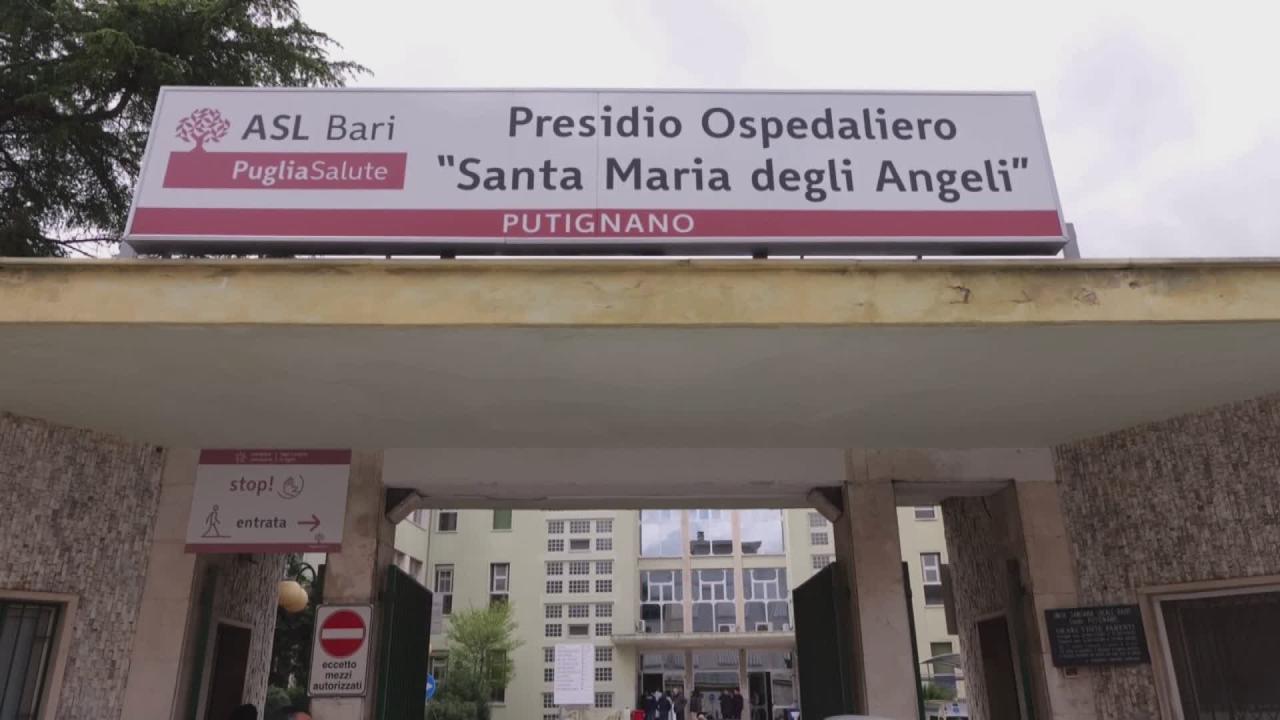 ASL Bari
PugliaSalute
Presidio Ospedaliero
"Santa Maria degli Angeli"
PUTIGNANO
stop!
entrata
eccetto
mezzi
autorizzati